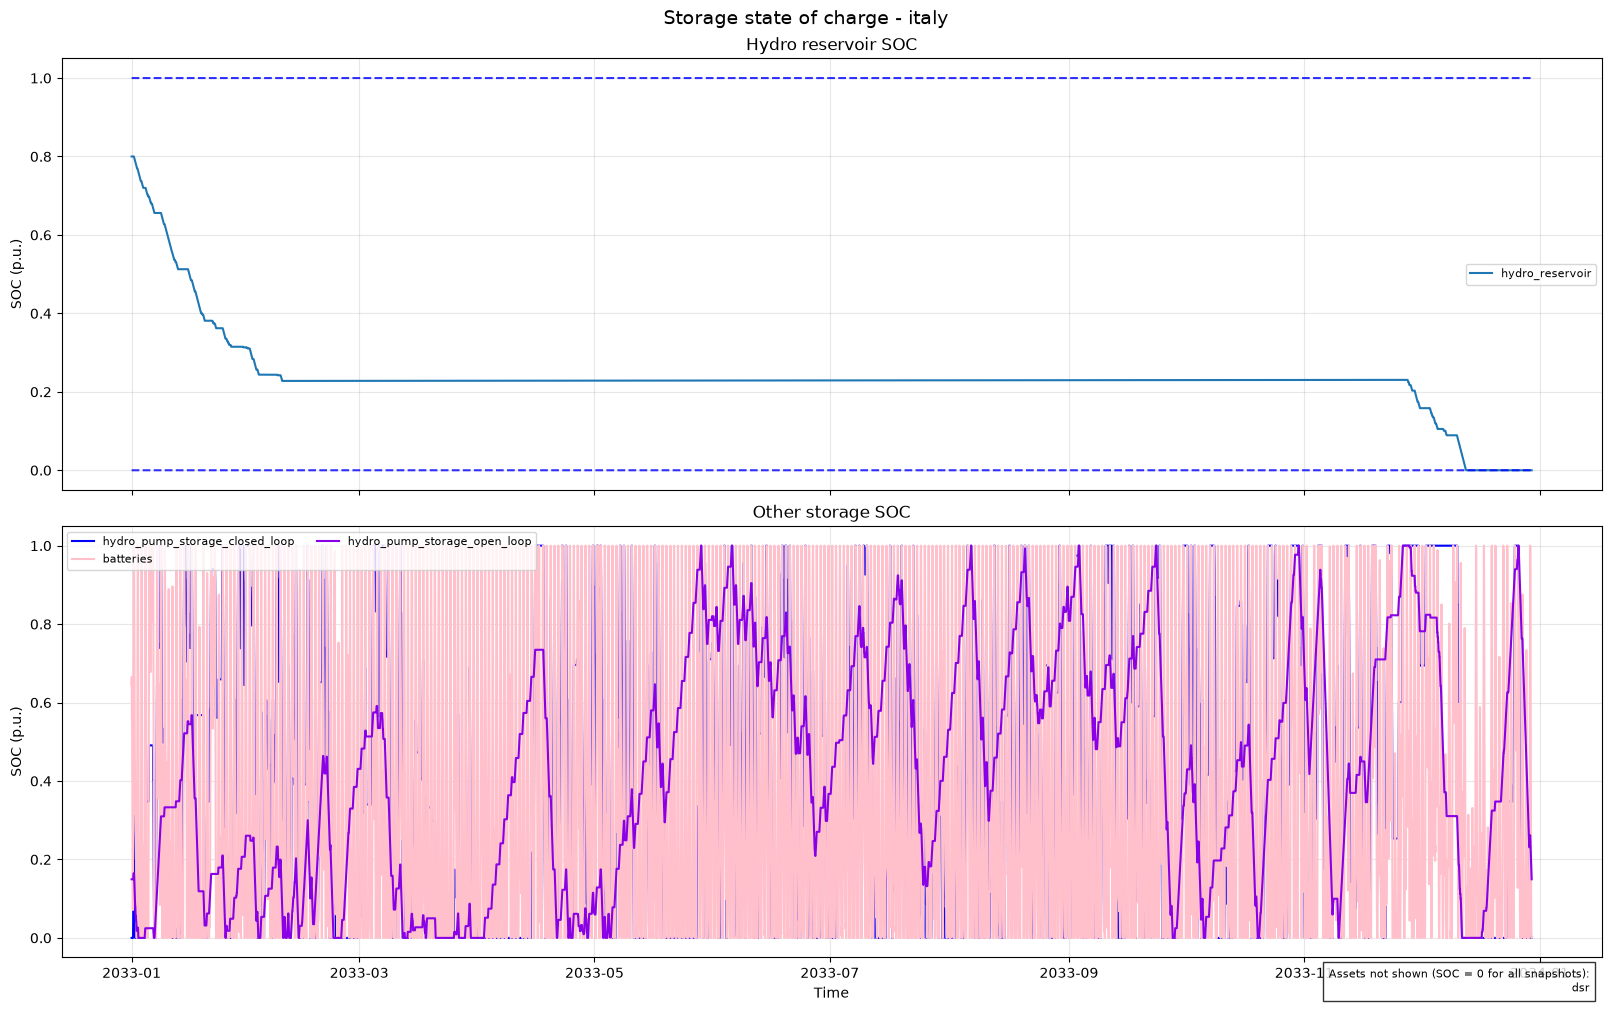 Storage state of charge - italy
Hydro reservoir SOC
1.0
0.8
0.6
0.4
0.2
0.0
SOC (p.u.)
hydro_reservoir
Other storage SOC
hydro_pump_storage_closed_loop
batteries
hydro_pump_storage_open_loop
1.0
0.8
0.6
0.4
0.2
0.0
SOC (p.u.)
2033-01
2033-03
2033-05
2033-07
2033-09
2033-1
Time
Assets not shown (SOC = 0 for all snapshots):
dsr